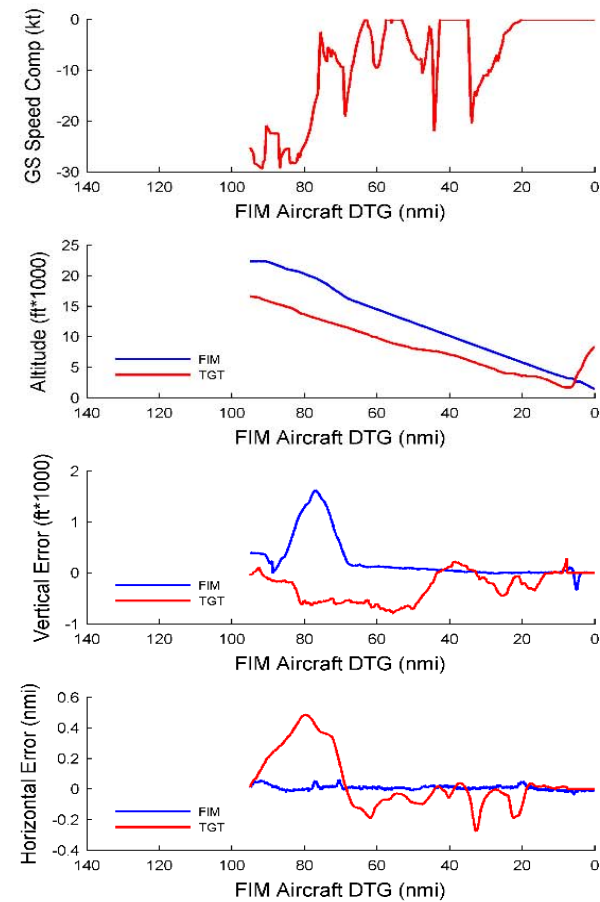 GS Speed Comp (kt)
0
-10
-20
-30
140 120 100 80 60 40 20 0
FIM Aircraft DTG (nmi)
Altitude (ft*1000)
25
20
15
10
5
0
FIM
TGT
140 120 100 80 60 40 20 0
FIM Aircraft DTG (nmi)
Vertical Error (ft*1000)
2
1
0
-1
FIM
TGT
140 120 100 80 60 40 20 0
FIM Aircraft DTG (nmi)
Horizontal Error (nmi)
0.6
0.4
0.2
0
-0.2
-0.4
FIM
TGT
140 120 100 80 60 40 20 0
FIM Aircraft DTG (nmi)